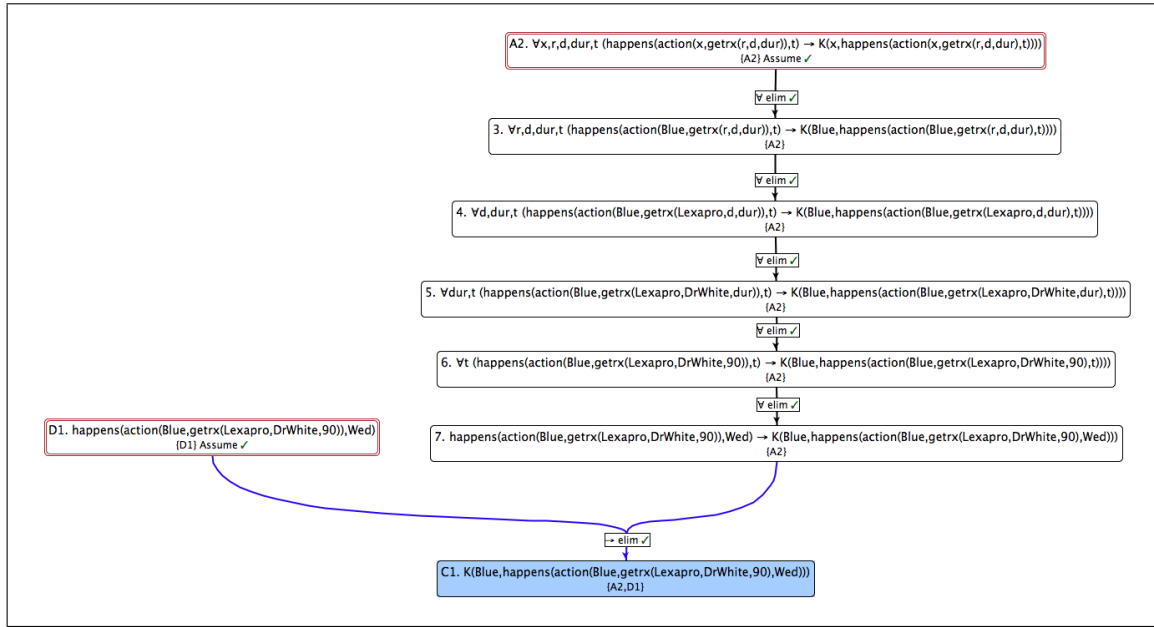 A2. ∀x,r,d,dur,t (happens(action(x,getrx(r,d,dur)),t) → K(x,happens(action(x,getrx(r,d,dur),t))))
{A2} Assume ✓
∀ elim ✓
3. ∀r,d,dur,t (happens(action(Blue,getrx(r,d,dur)),t) → K(Blue,happens(action(Blue,getrx(r,d,dur),t))))
{A2}
∀ elim ✓
4. ∀d,dur,t (happens(action(Blue,getrx(Lexapro,d,dur)),t) → K(Blue,happens(action(Blue,getrx(Lexapro,d,dur),t))))
{A2}
∀ elim ✓
5. ∀dur,t (happens(action(Blue,getrx(Lexapro,DrWhite,dur)),t) → K(Blue,happens(action(Blue,getrx(Lexapro,DrWhite,dur),t))))
{A2}
∀ elim ✓
6. ∀t (happens(action(Blue,getrx(Lexapro,DrWhite,90)),t) → K(Blue,happens(action(Blue,getrx(Lexapro,DrWhite,90),t))))
{A2}
∀ elim ✓
D1. happens(action(Blue,getrx(Lexapro,DrWhite,90)),Wed)
{D1} Assume ✓
7. happens(action(Blue,getrx(Lexapro,DrWhite,90)),Wed) → K(Blue,happens(action(Blue,getrx(Lexapro,DrWhite,90),Wed)))
{A2}
→ elim ✓
C1. K(Blue,happens(action(Blue,getrx(Lexapro,DrWhite,90),Wed)))
{A2,D1}